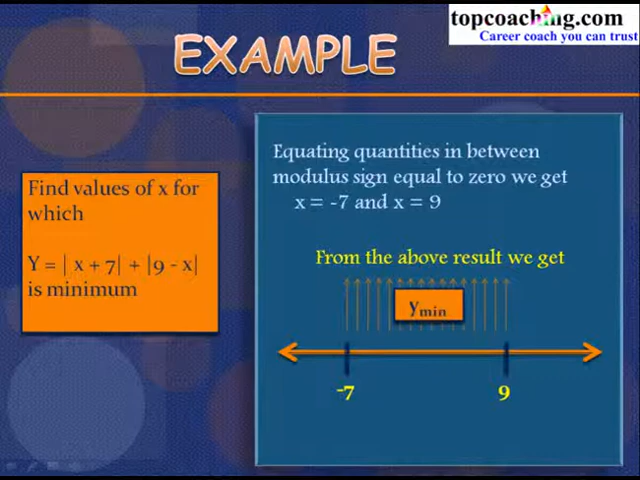 topcoaching.com
Career coach you can trust
EXAMPLE
Find values of x for
which
Y = | x + 7| + |9 - x|
is minimum
Equating quantities in between
modulus sign equal to zero we get
x = -7 and x = 9
From the above result we get
ymin
-7 9